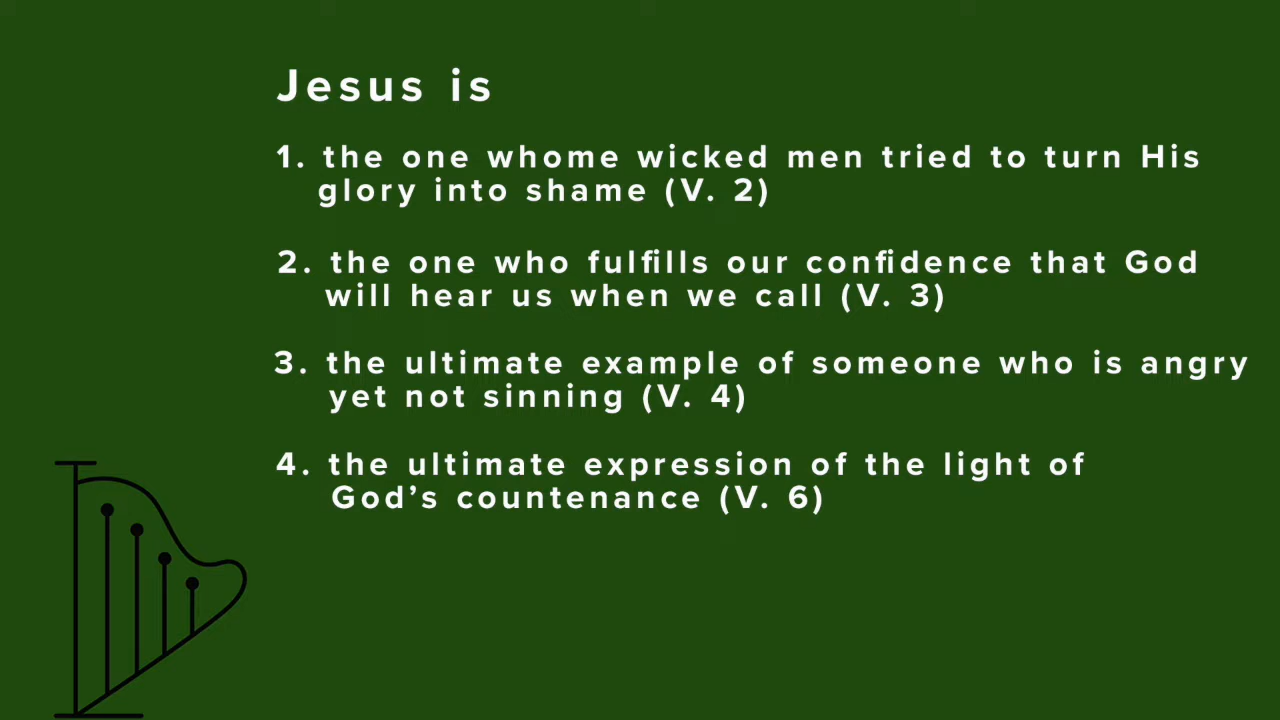 Jesus is
1. the one whome wicked men tried to turn His
glory into shame (V. 2)
2. the one who fulfills our confidence that God
will hear us when we call (V. 3)
3. the ultimate example of someone who is angry
yet not sinning (V. 4)
4. the ultimate expression of the light of
God’s countenance (V. 6)